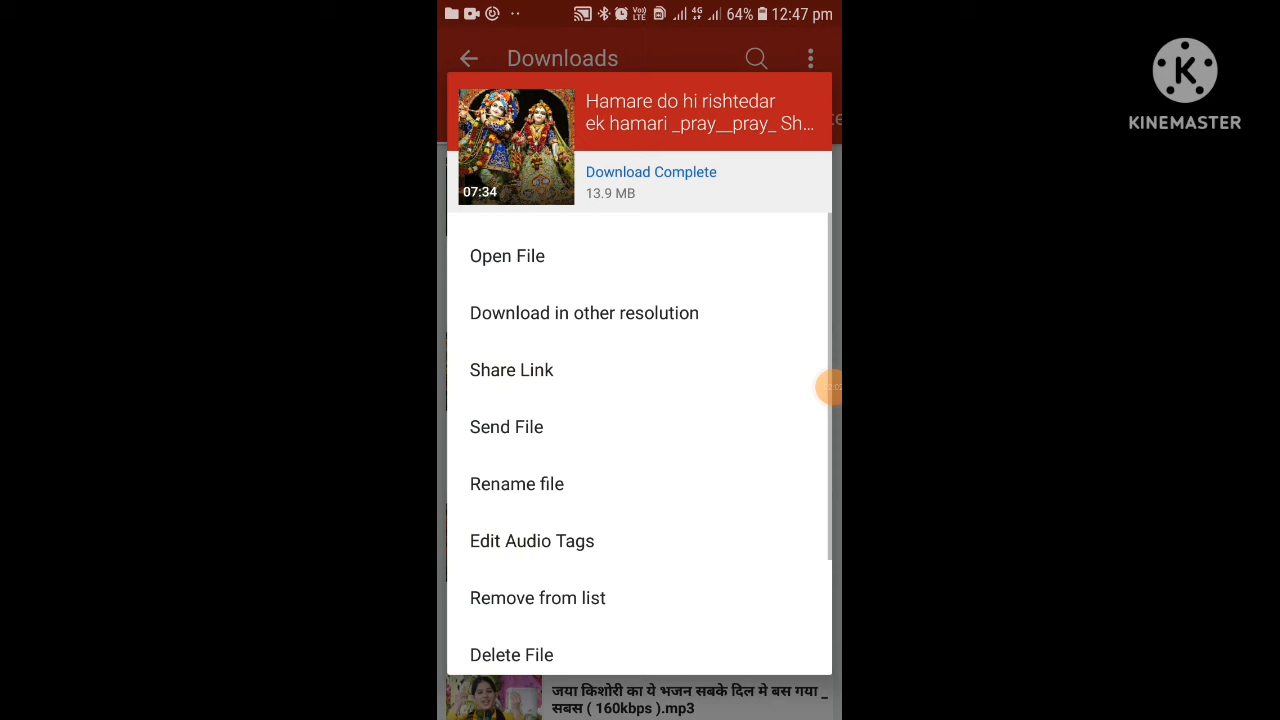 VoLTE 4G 64% 12:47 pm
Downloads
KINEMASTER
Hamare do hi rishtedar
ek hamari _pray__pray_ Sh...
07:34
Download Complete
13.9 MB
Open File
Download in other resolution
Share Link
Send File
Rename file
Edit Audio Tags
Remove from list
Delete File
जया किशोरी का ये भजन सबके दिल मे बस गया _
सबस ( 160kbps ).mp3